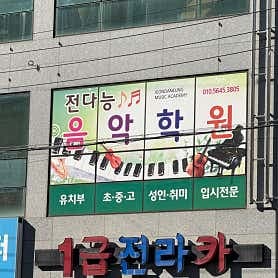 전다능
JEONDANEUNG
MUSIC ACADEMY
010.5645.3805
음악학원
유치부 초·중·고 성인·취미 입시전문
1급전라카